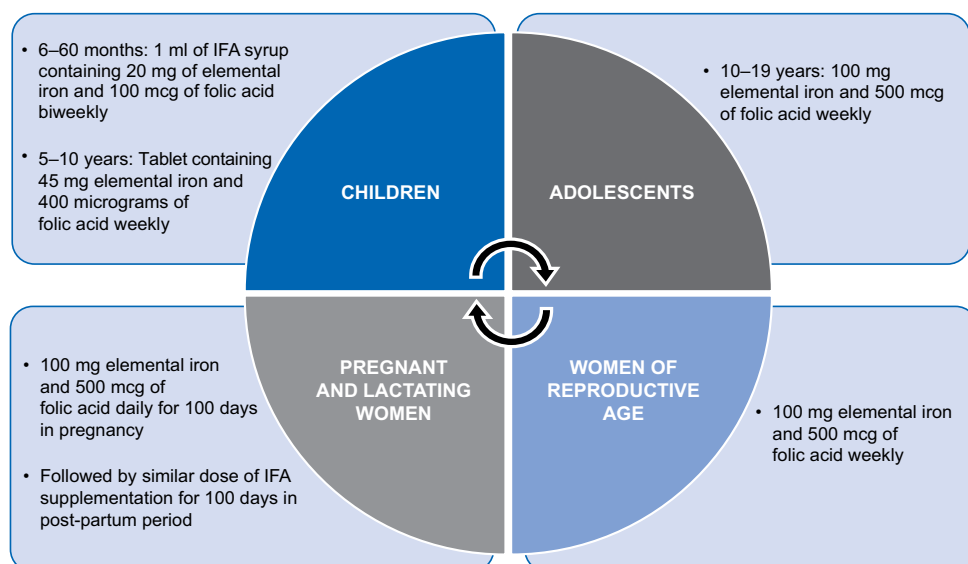 • 6–60 months: 1 ml of IFA syrup
containing 20 mg of elemental
iron and 100 mcg of folic acid
biweekly
• 5–10 years: Tablet containing
45 mg elemental iron and
400 micrograms of
folic acid weekly
CHILDREN
ADOLESCENTS
• 10–19 years: 100 mg
elemental iron and 500 mcg
of folic acid weekly
• 100 mg elemental iron
and 500 mcg of
folic acid daily for 100 days
in pregnancy
• Followed by similar dose of IFA
supplementation for 100 days in
post-partum period
PREGNANT
AND LACTATING
WOMEN
WOMEN OF
REPRODUCTIVE
AGE
• 100 mg elemental iron
and 500 mcg of
folic acid weekly